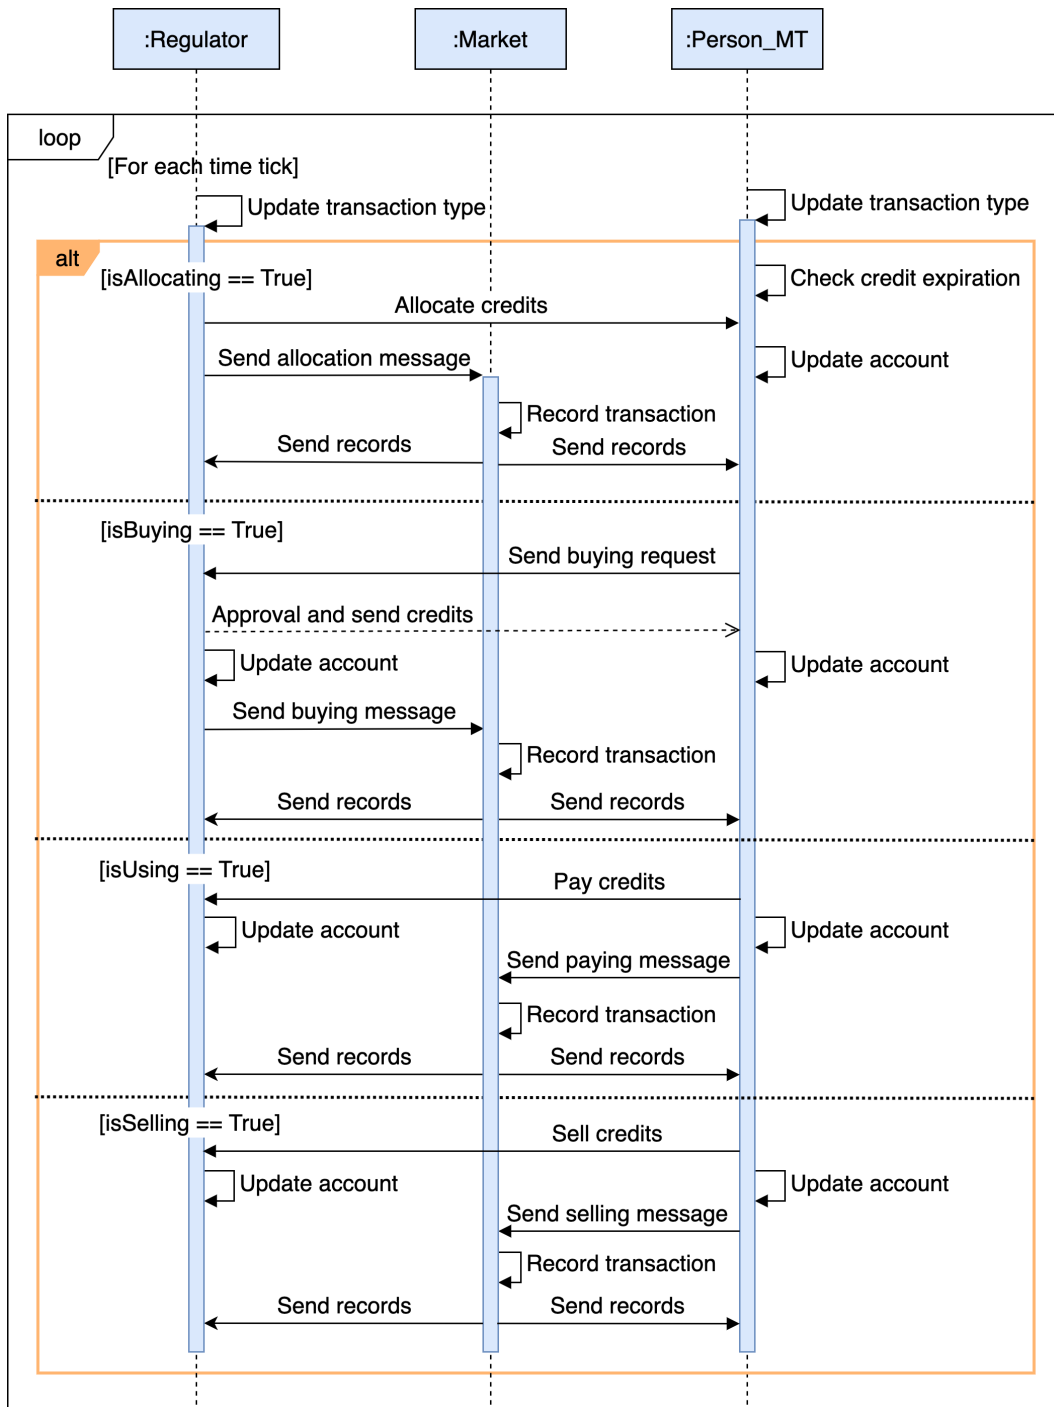 :Regulator
:Market
:Person_MT
loop
[For each time tick]
Update transaction type
Update transaction type
alt
[isAllocating == True]
Check credit expiration
Allocate credits
Send allocation message
Update account
Record transaction
Send records
Send records
[isBuying == True]
Send buying request
Approval and send credits
Update account
Update account
Send buying message
Record transaction
Send records
Send records
[isUsing == True]
Pay credits
Update account
Update account
Send paying message
Record transaction
Send records
Send records
[isSelling == True]
Sell credits
Update account
Update account
Send selling message
Record transaction
Send records
Send records